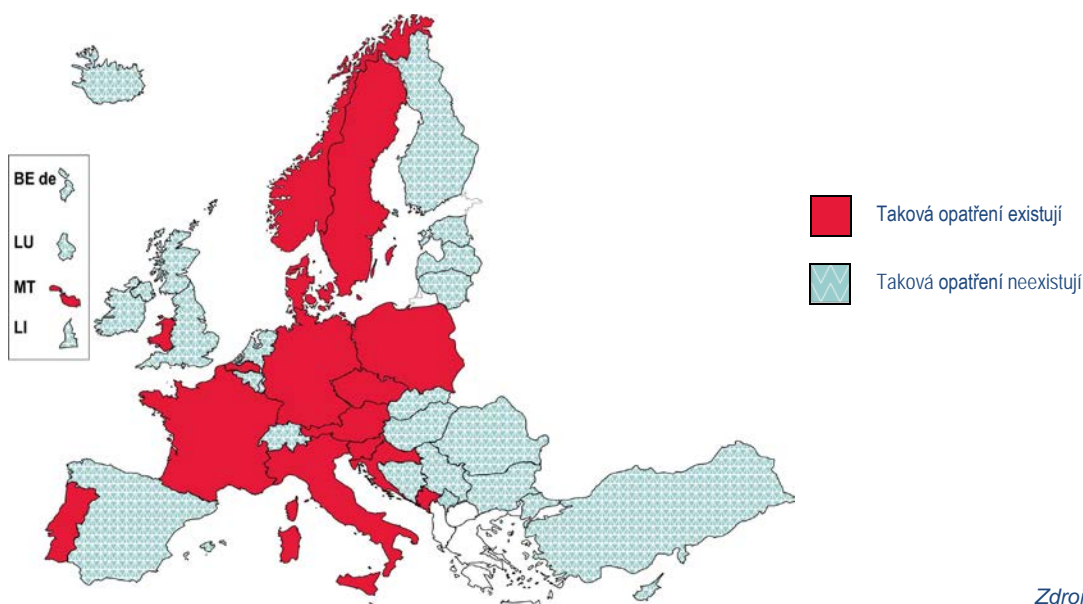 BE de
LU
MT
LI
Taková opatření existují
Taková opatření neexistují